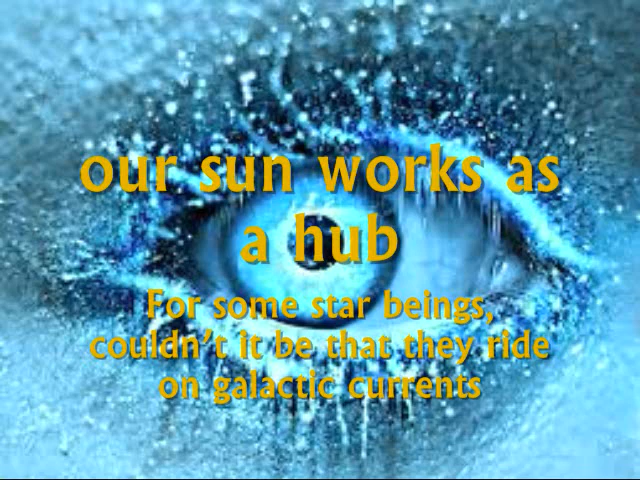 our sun works as
a hub
For some star beings,
couldn't it be that they ride
on galactic currents